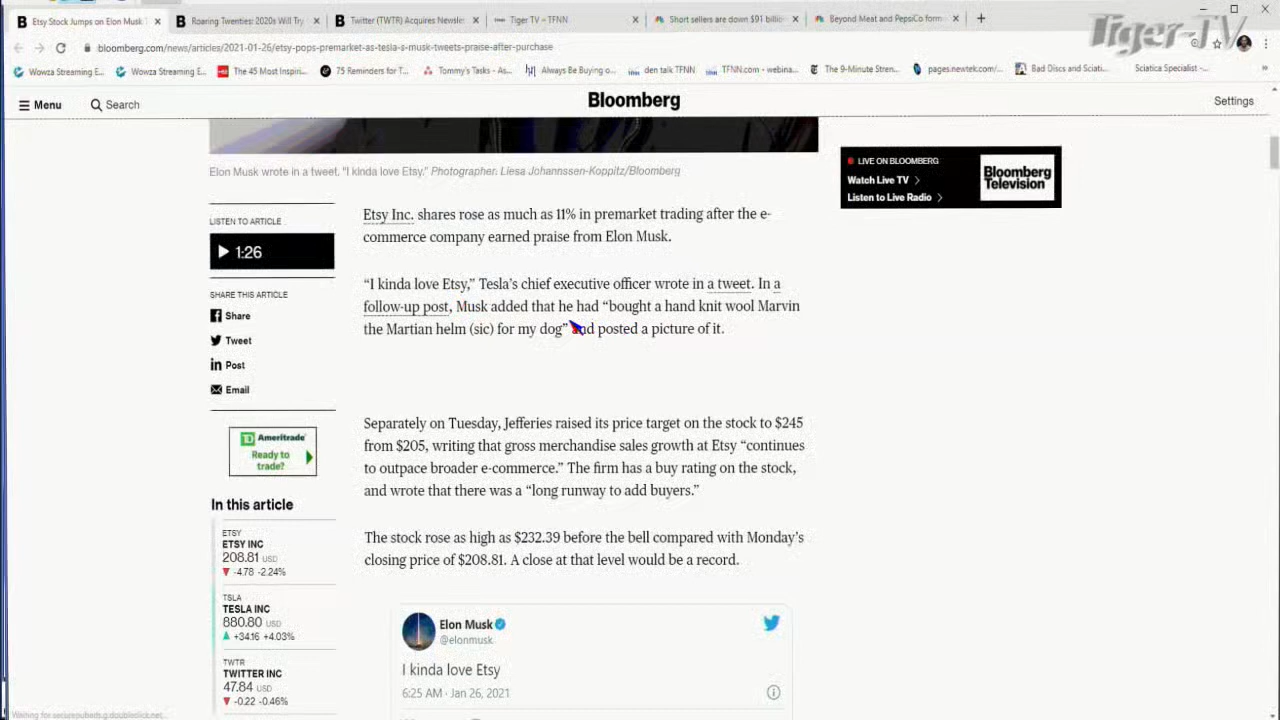 Etsy Stock Jumps on Elon Musk
Roaring Twenties: 2020s Will Try
Twitter (TWTR) Acquires Newslet
Tiger TV – TFNN
Short sellers are down $91 billio
Beyond Meat and PepsiCo form
Tiger-TV
bloomberg.com/news/articles/2021-01-26/etsy-pops-premarket-as-tesla-s-musk-tweets-praise-after-purchase
Wowza Streaming E...
Wowza Streaming E...
The 45 Most Inspiri...
75 Reminders for T...
Tommy's Tasks - As...
Always Be Buying o...
den talk TFNN
TFNN.com - webina...
The 9-Minute Stren...
pages.newtek.com/...
Bad Discs and Sciati...
Sciatica Specialist -...
Menu
Search
Bloomberg
Settings
Elon Musk wrote in a tweet, "I kinda love Etsy." Photographer: Liesa Johannssen-Koppitz/Bloomberg
LIVE ON BLOOMBERG
Watch Live TV
Listen to Live Radio
Bloomberg
Television
LISTEN TO ARTICLE
1:26
SHARE THIS ARTICLE
Share
Tweet
Post
Email
Ameritrade
Ready to
trade?
In this article
ETSY
ETSY INC
208.81 USD
-4.78 -2.24%
TSLA
TESLA INC
880.80 USD
+34.16 +4.03%
TWTR
TWITTER INC
47.84 USD
-0.22 -0.46%
Etsy Inc. shares rose as much as 11% in premarket trading after the e-
commerce company earned praise from Elon Musk.
“I kinda love Etsy,” Tesla’s chief executive officer wrote in a tweet. In a
follow-up post, Musk added that he had “bought a hand knit wool Marvin
the Martian helm (sic) for my dog” and posted a picture of it.
Separately on Tuesday, Jefferies raised its price target on the stock to $245
from $205, writing that gross merchandise sales growth at Etsy “continues
to outpace broader e-commerce.” The firm has a buy rating on the stock,
and wrote that there was a “long runway to add buyers.”
The stock rose as high as $232.39 before the bell compared with Monday’s
closing price of $208.81. A close at that level would be a record.
Elon Musk
@elonmusk
I kinda love Etsy
6:25 AM · Jan 26, 2021